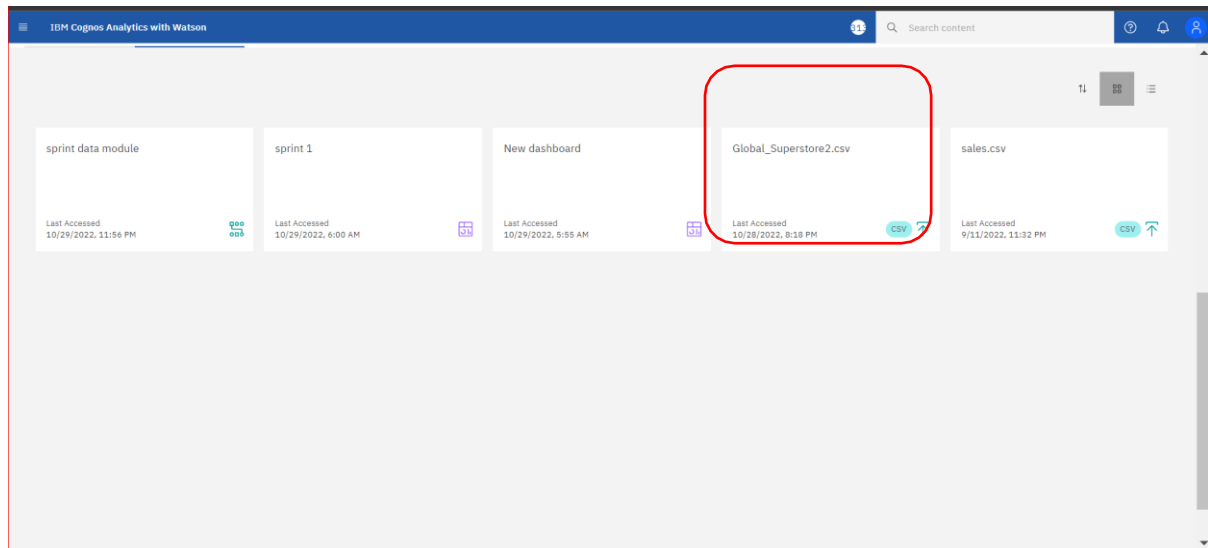 IBM Cognos Analytics with Watson
Search content
sprint data module
Last Accessed
10/29/2022, 11:56 PM
sprint 1
Last Accessed
10/29/2022, 6:00 AM
New dashboard
Last Accessed
10/29/2022, 5:55 AM
Global_Superstore2.csv
Last Accessed
10/28/2022, 8:18 PM
CSV
sales.csv
Last Accessed
9/11/2022, 11:32 PM
CSV